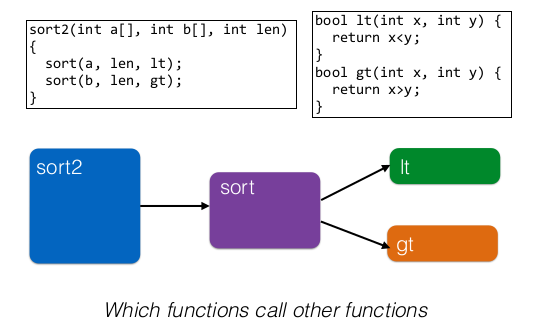 sort2(int a[], int b[], int len)
{
  sort(a, len, lt);
  sort(b, len, gt);
}
bool lt(int x, int y) {
  return x<y;
}
bool gt(int x, int y) {
  return x>y;
}
sort2
sort
lt
gt
Which functions call other functions